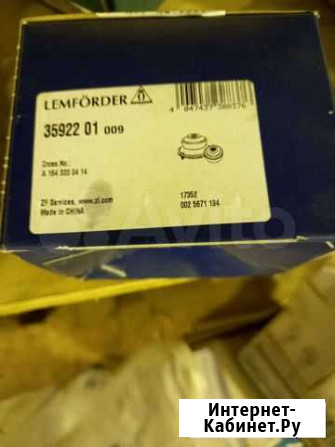 LEMFÖRDER
35922 01 009
Cross No.:
A 164 333 04 14
ZF Services, www.zf.com
Made in CHINA
17352
002 5671 194
Avito
Интернет-
Кабинет.Ру